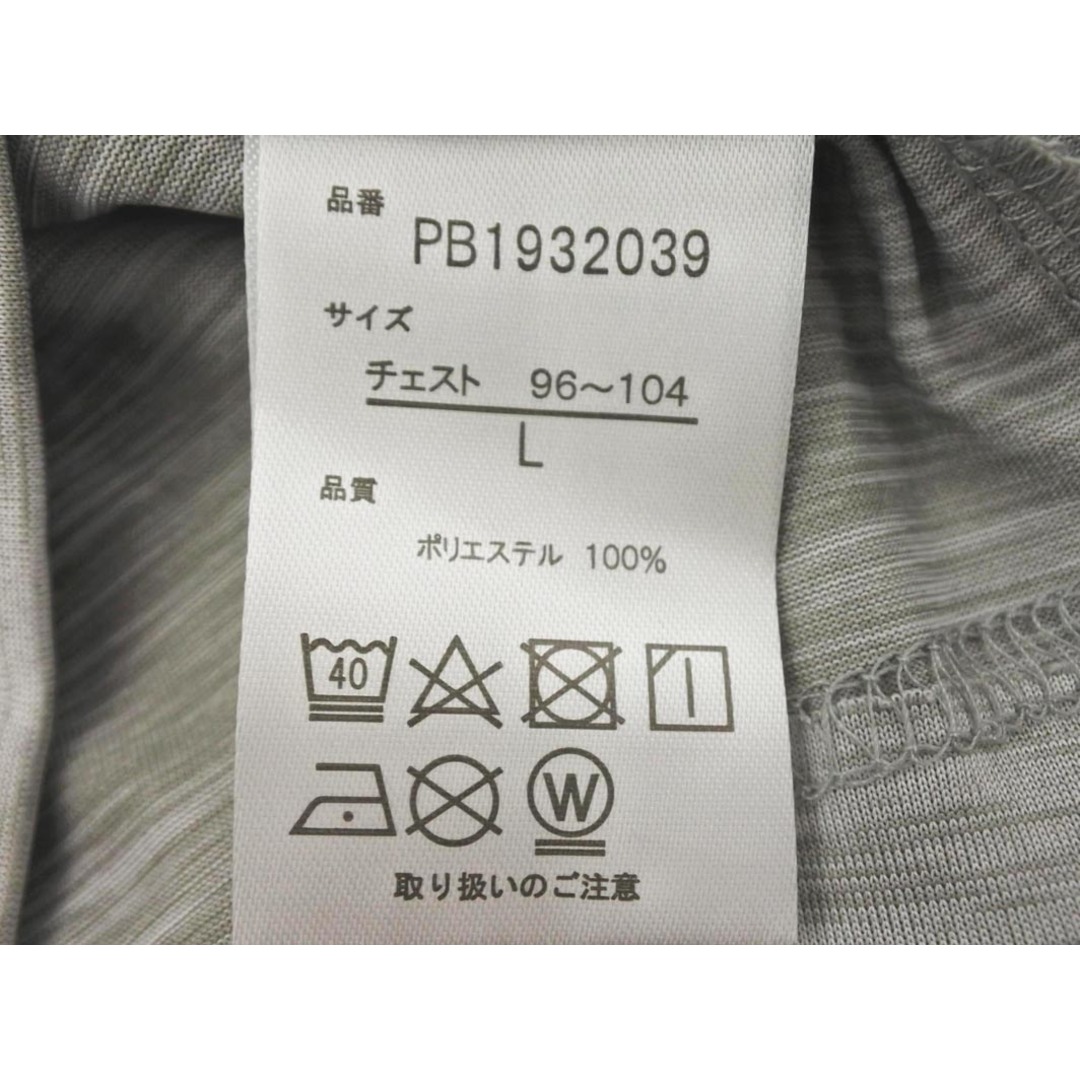 品番
PB1932039
サイズ
チェスト 96～104
L
品質
ポリエステル 100%
40
W
取り扱いのご注意